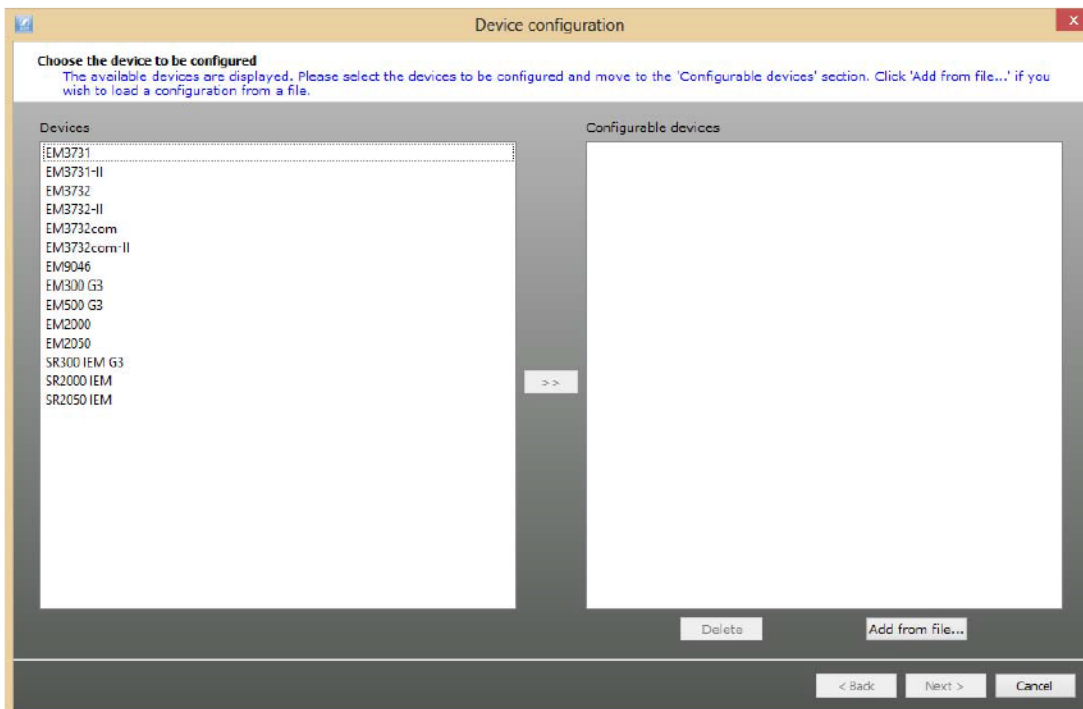 Device configuration
x
Choose the device to be configured
The available devices are displayed. Please select the devices to be configured and move to the 'Configurable devices' section. Click 'Add from file...' if you
wish to load a configuration from a file.
Devices
Configurable devices
EM3731
EM3731-II
EM3732
EM3732-II
EM3732com
EM3732com-II
EM9046
EM300 G3
EM500 G3
EM2000
EM2050
SR300 IEM G3
SR2000 IEM
SR2050 IEM
>>
Delete
Add from file...
< Back
Next >
Cancel